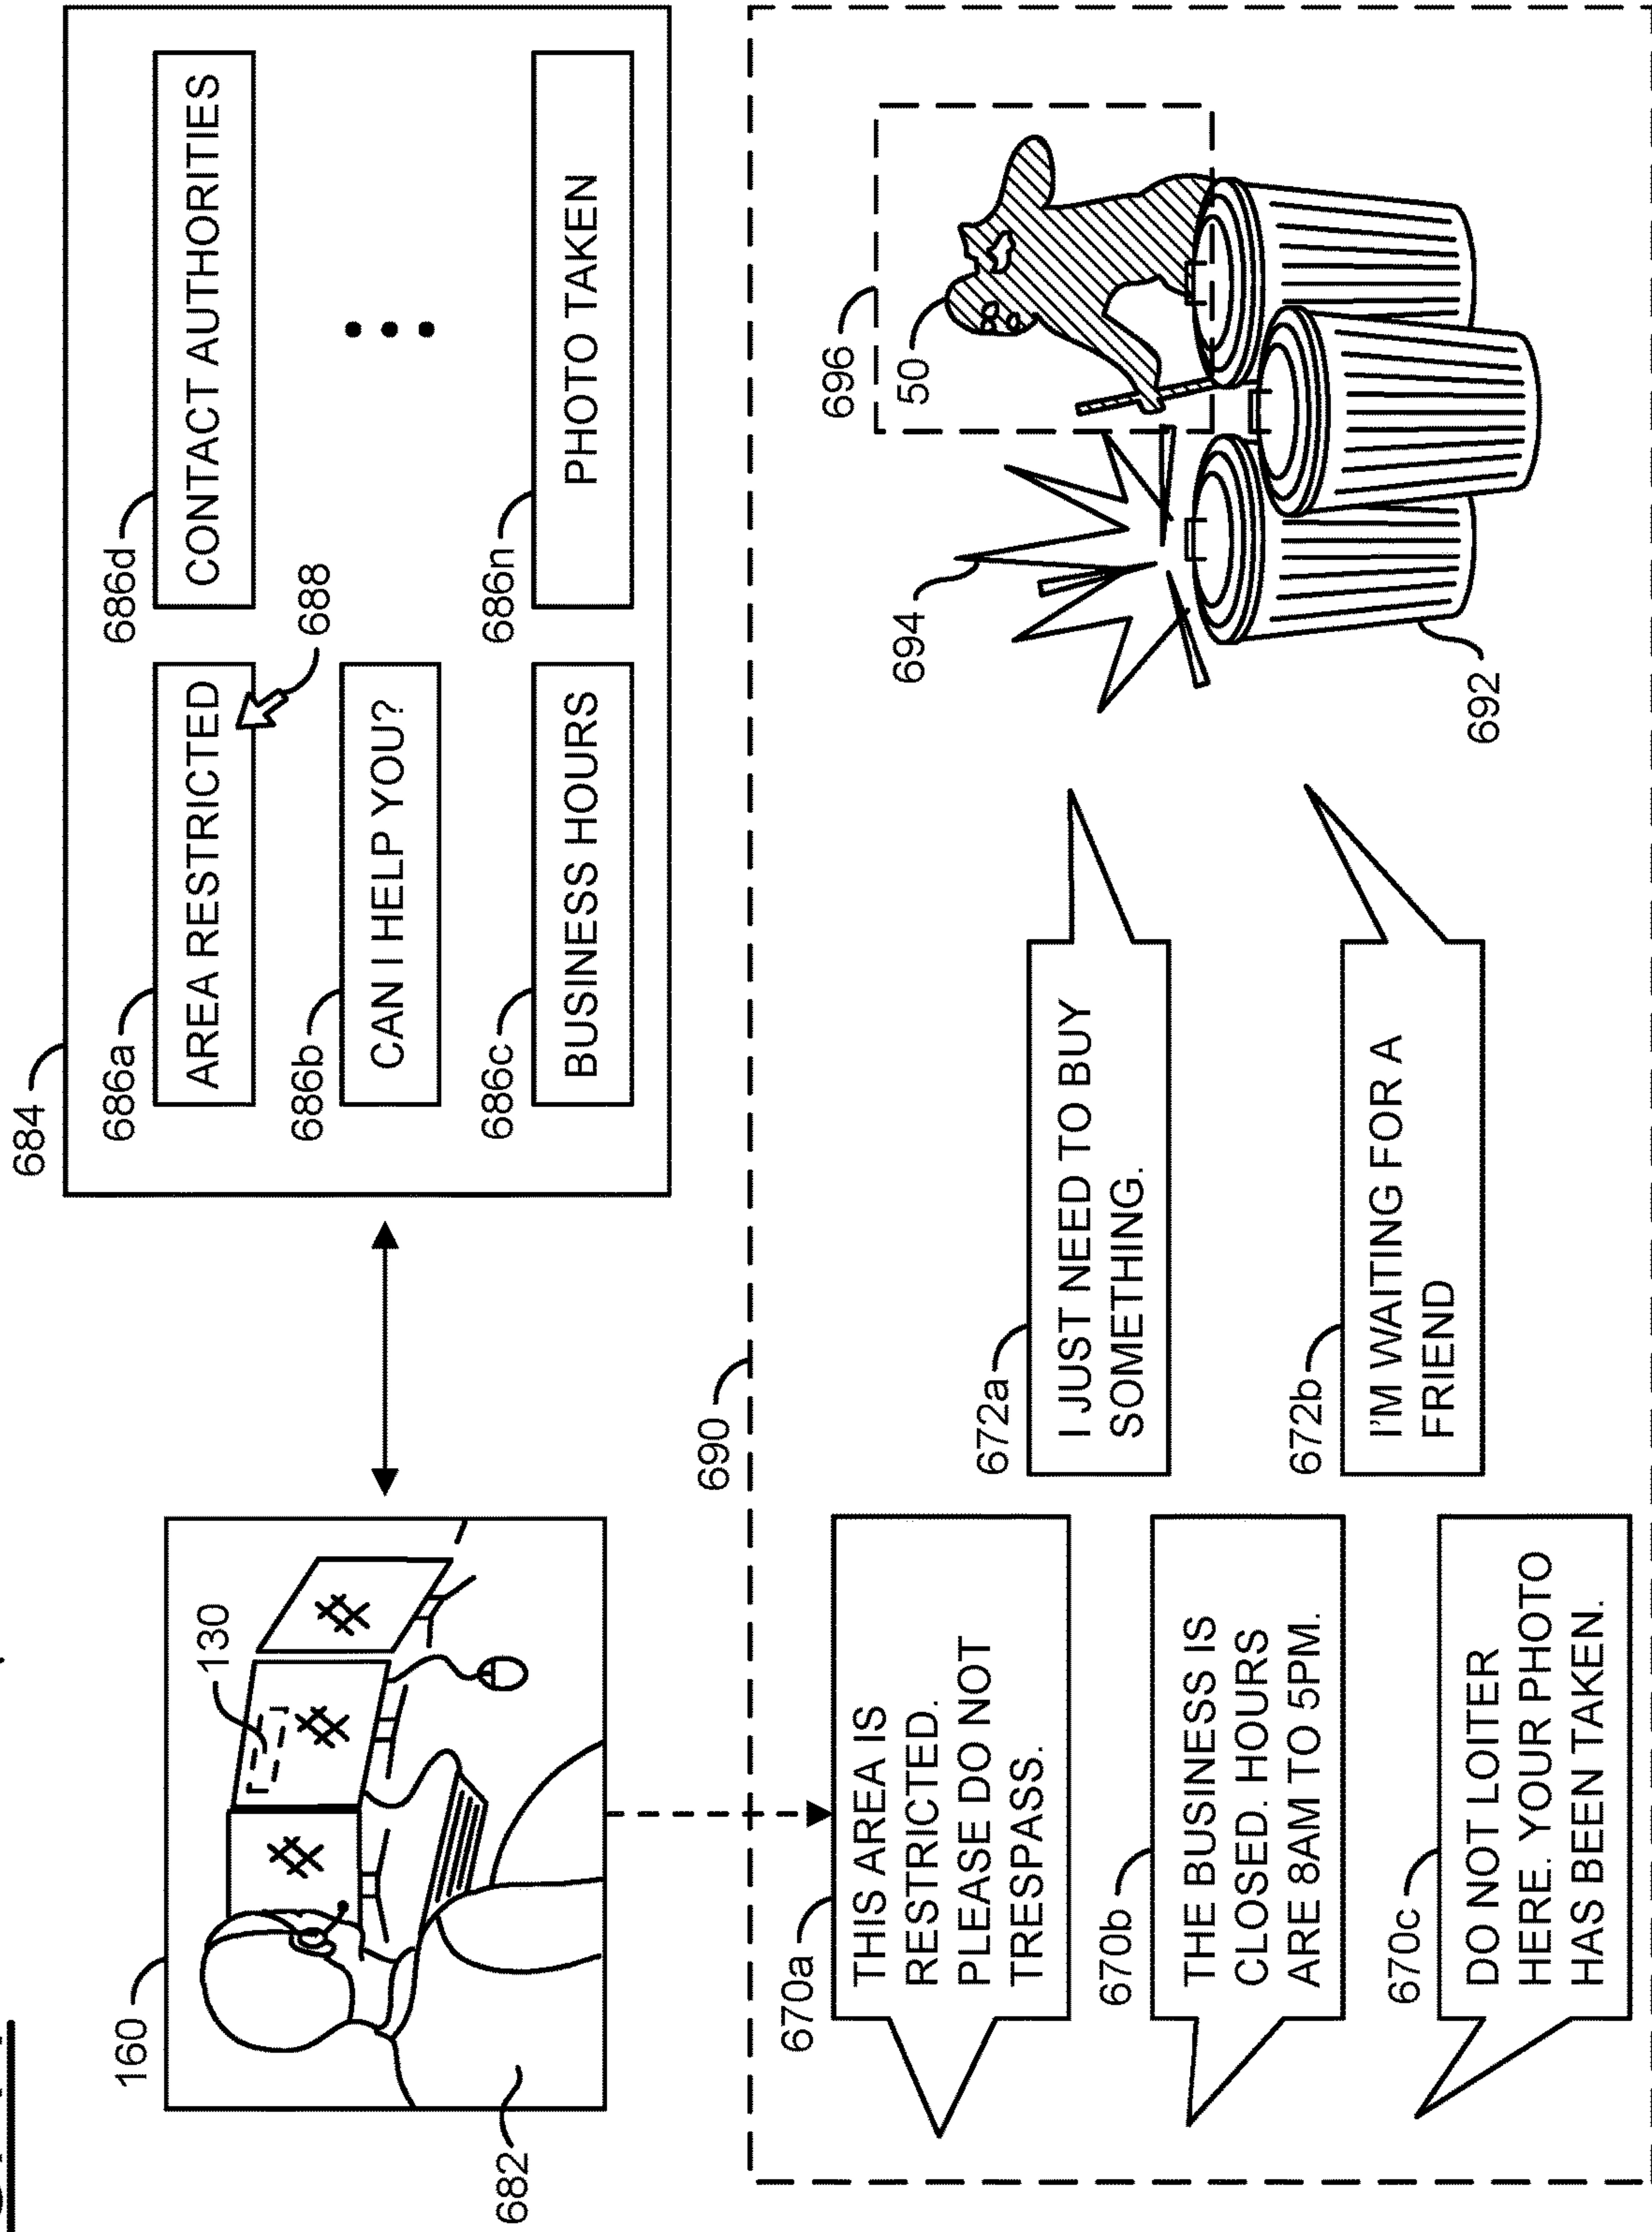 160
130
682
684
686a
AREA RESTRICTED
688
686b
CAN I HELP YOU?
686c
BUSINESS HOURS
686d
CONTACT AUTHORITIES
686n
PHOTO TAKEN
690
670a
THIS AREA IS
RESTRICTED.
PLEASE DO NOT
TRESPASS.
670b
THE BUSINESS IS
CLOSED. HOURS
ARE 8AM TO 5PM.
670c
DO NOT LOITER
HERE. YOUR PHOTO
HAS BEEN TAKEN.
672a
I JUST NEED TO BUY
SOMETHING.
672b
I'M WAITING FOR A
FRIEND
694
696
50
692